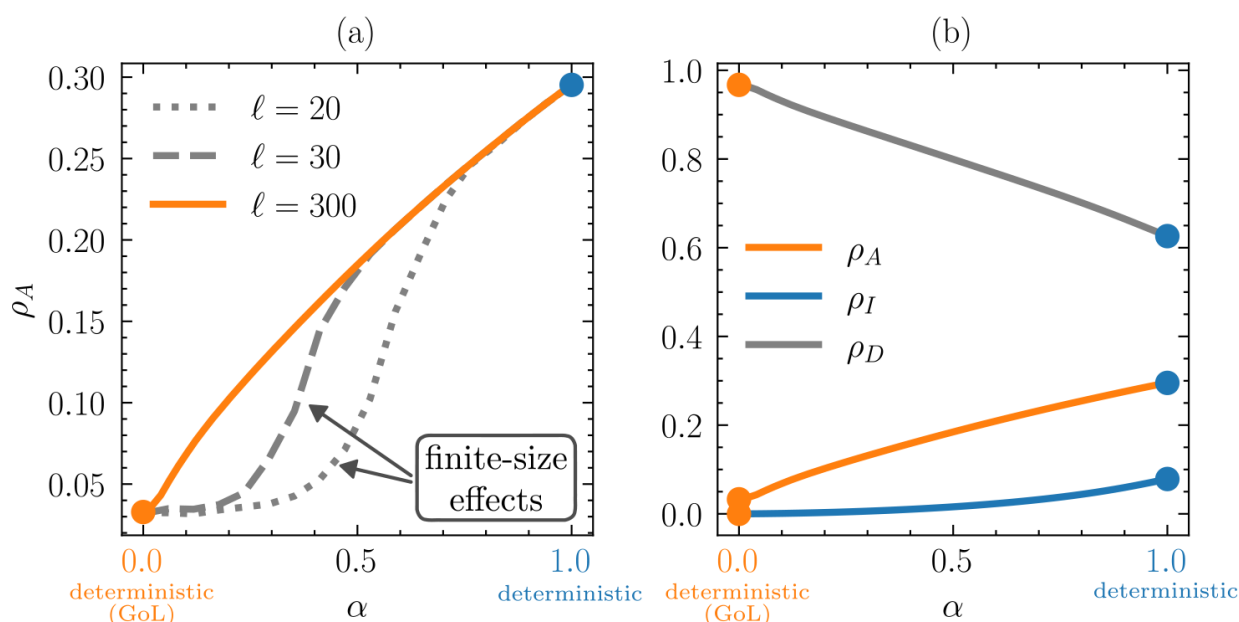 (a)
0.30
0.25
0.20
0.15
0.10
0.05
ρ_A
ℓ = 20
ℓ = 30
ℓ = 300
finite-size
effects
0.0
0.5
1.0
deterministic
(GoL)
α
deterministic
(b)
1.0
0.8
0.6
0.4
0.2
0.0
ρ_A
ρ_I
ρ_D
0.0
0.5
1.0
deterministic
(GoL)
α
deterministic